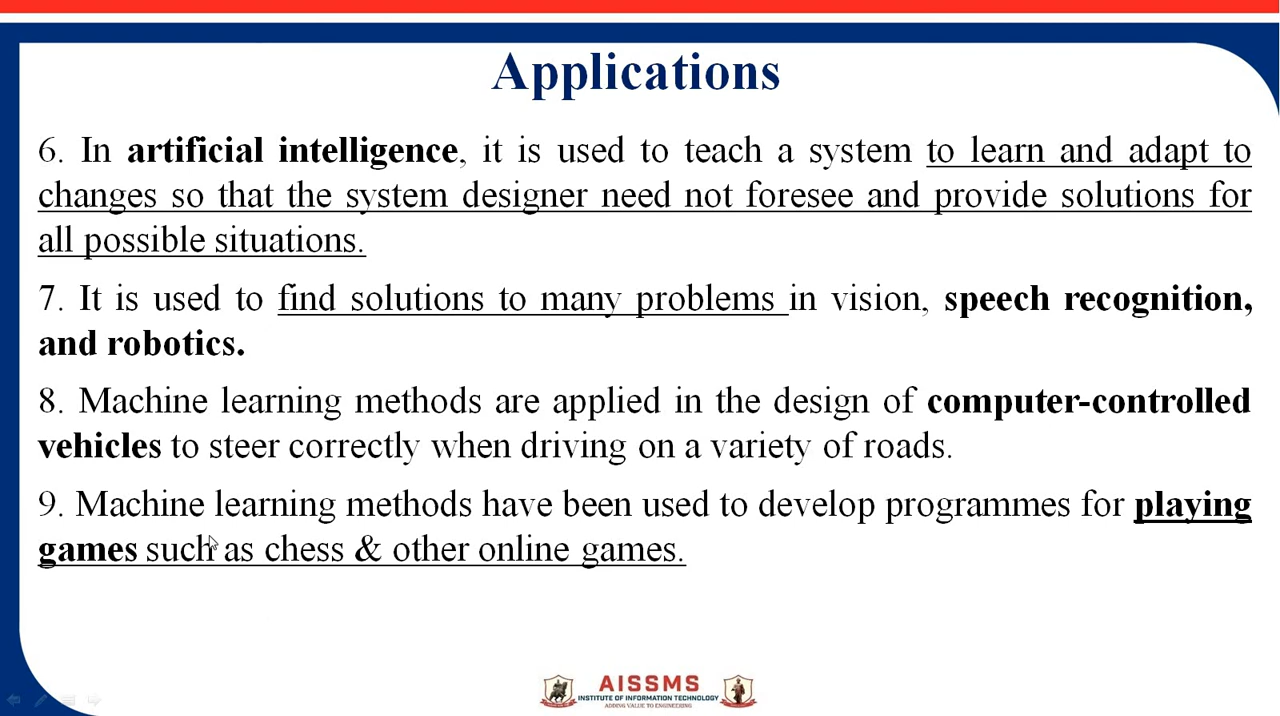 Applications
6. In artificial intelligence, it is used to teach a system to learn and adapt to
changes so that the system designer need not foresee and provide solutions for
all possible situations.
7. It is used to find solutions to many problems in vision, speech recognition,
and robotics.
8. Machine learning methods are applied in the design of computer-controlled
vehicles to steer correctly when driving on a variety of roads.
9. Machine learning methods have been used to develop programmes for playing
games such as chess & other online games.
AISSMS
INSTITUTE OF INFORMATION TECHNOLOGY
ADDING VALUE TO ENGINEERING